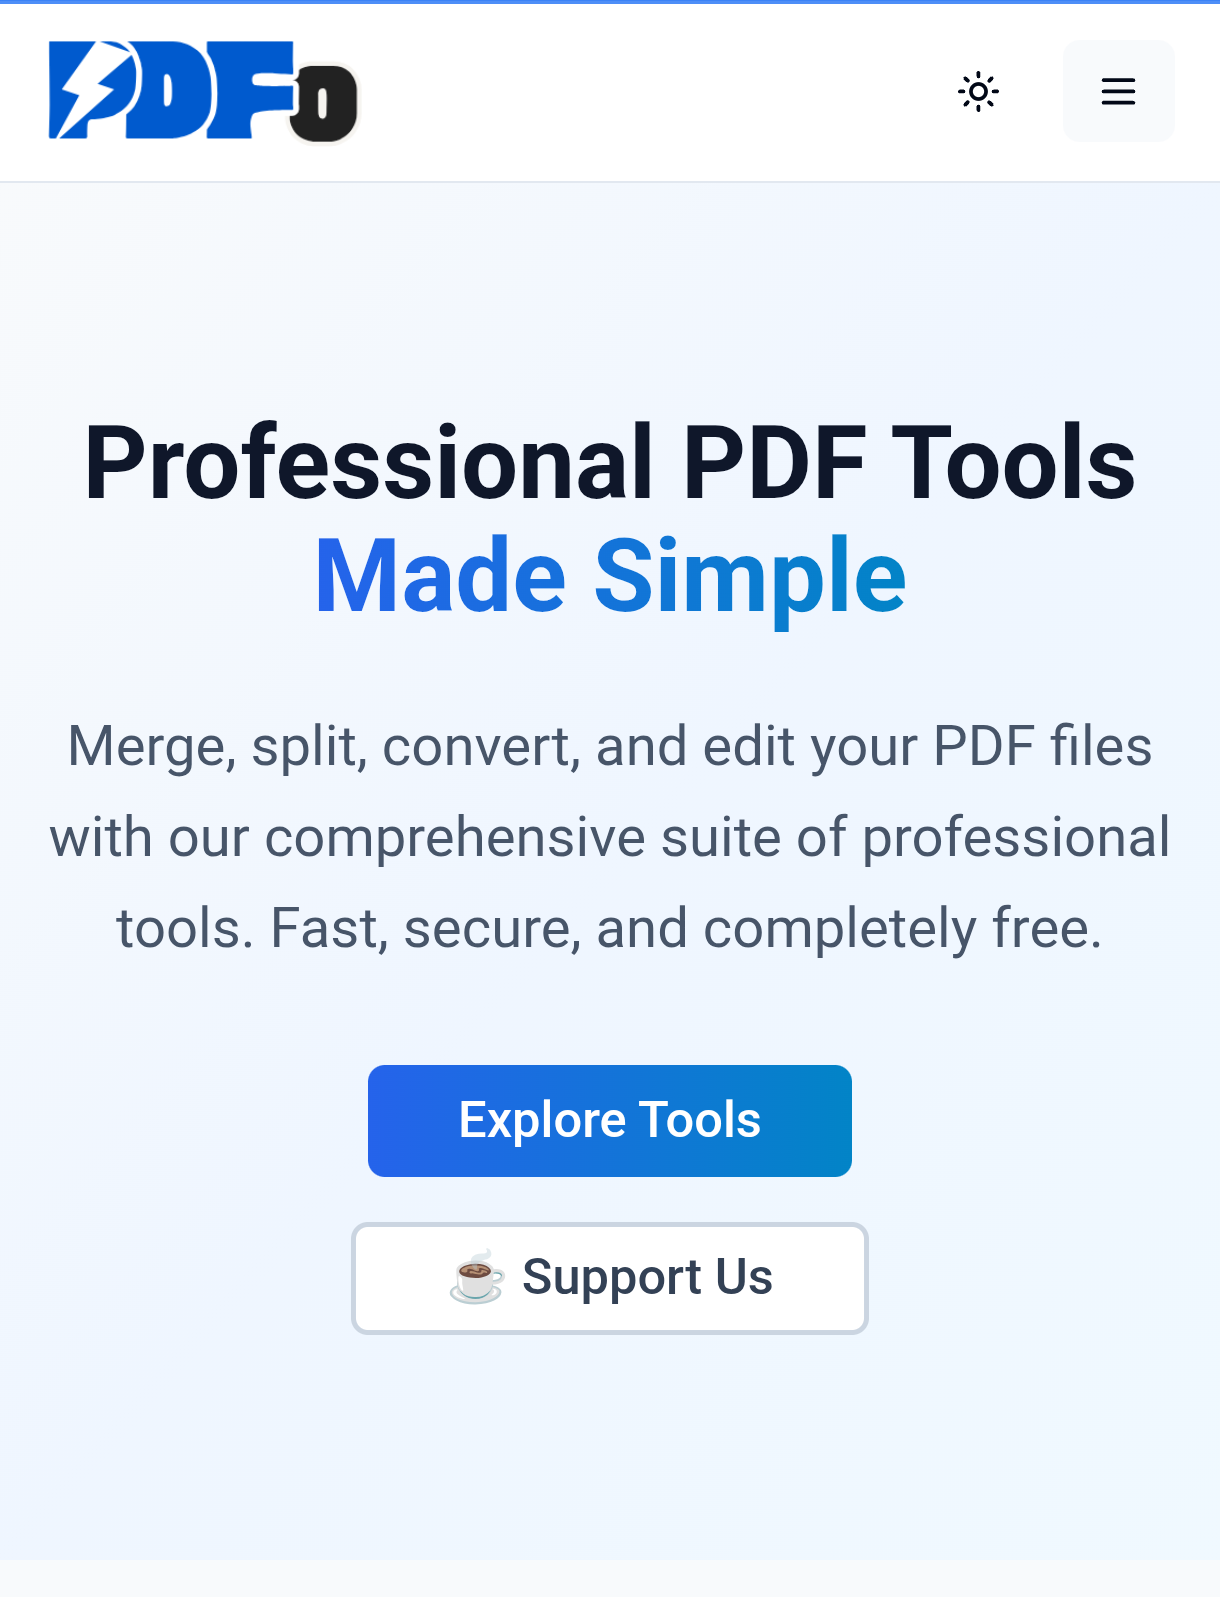 PDFo
Professional PDF Tools
Made Simple
Merge, split, convert, and edit your PDF files
with our comprehensive suite of professional
tools. Fast, secure, and completely free.
Explore Tools
☕ Support Us